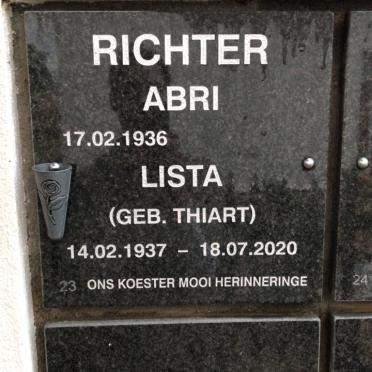 RICHTER
ABRI
17.02.1936
LISTA
(GEB. THIART)
14.02.1937 – 18.07.2020
23 ONS KOESTER MOOI HERINNERINGE
24